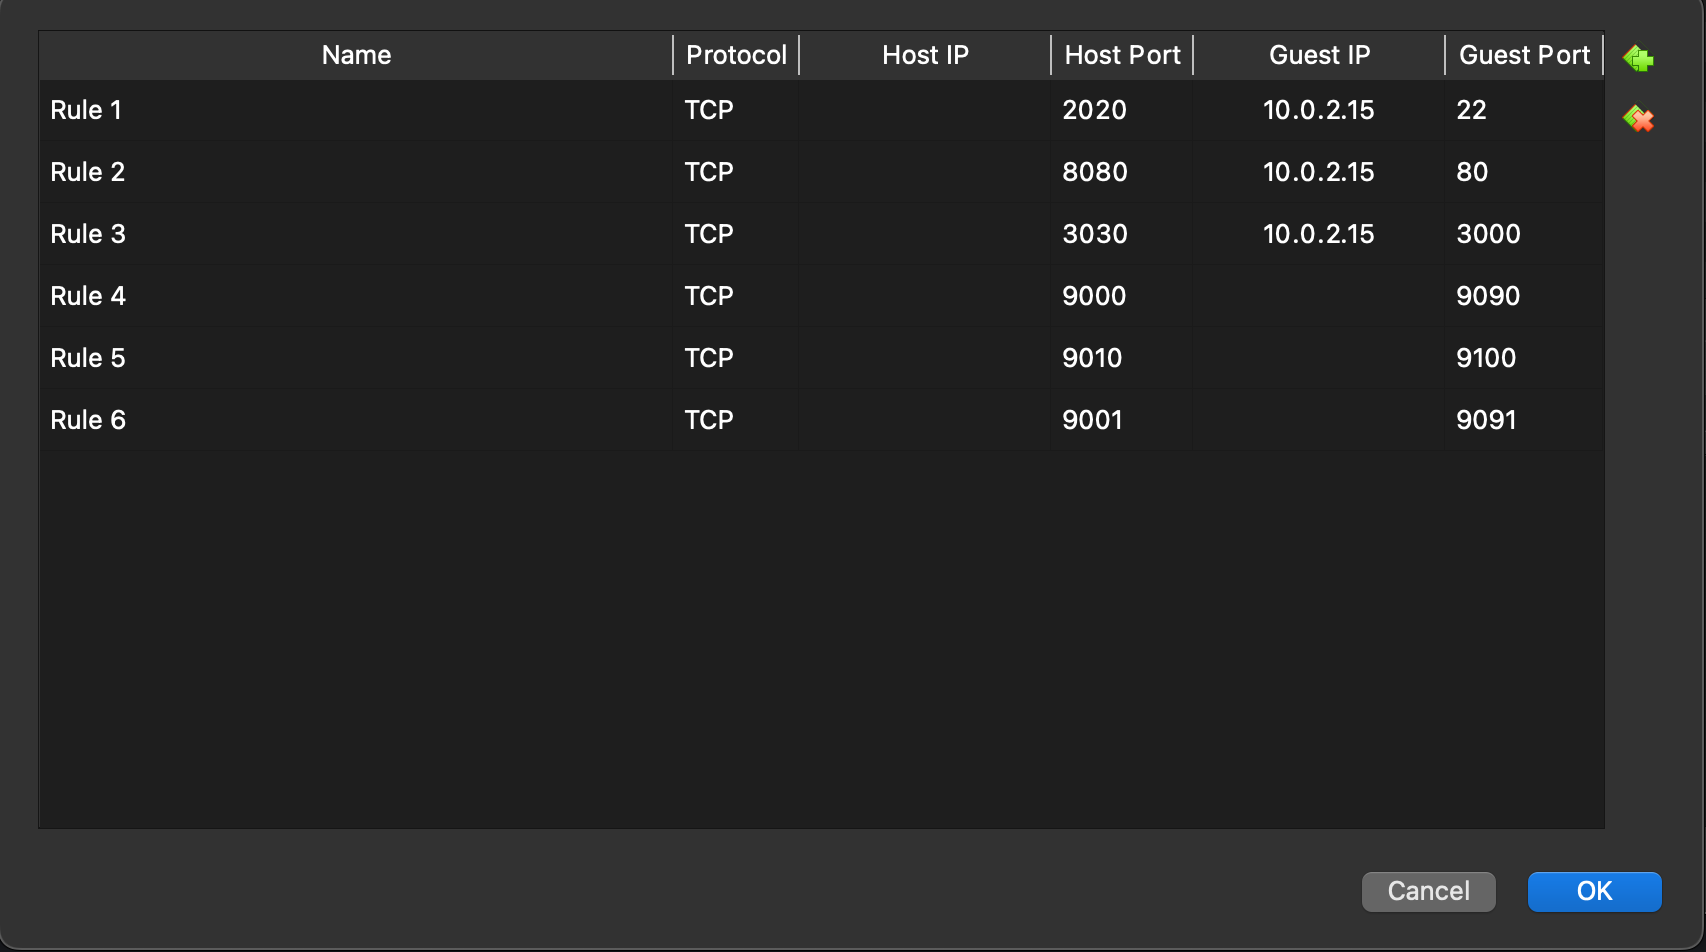 Name Protocol Host IP Host Port Guest IP Guest Port
Rule 1 TCP 2020 10.0.2.15 22
Rule 2 TCP 8080 10.0.2.15 80
Rule 3 TCP 3030 10.0.2.15 3000
Rule 4 TCP 9000 9090
Rule 5 TCP 9010 9100
Rule 6 TCP 9001 9091
Cancel OK